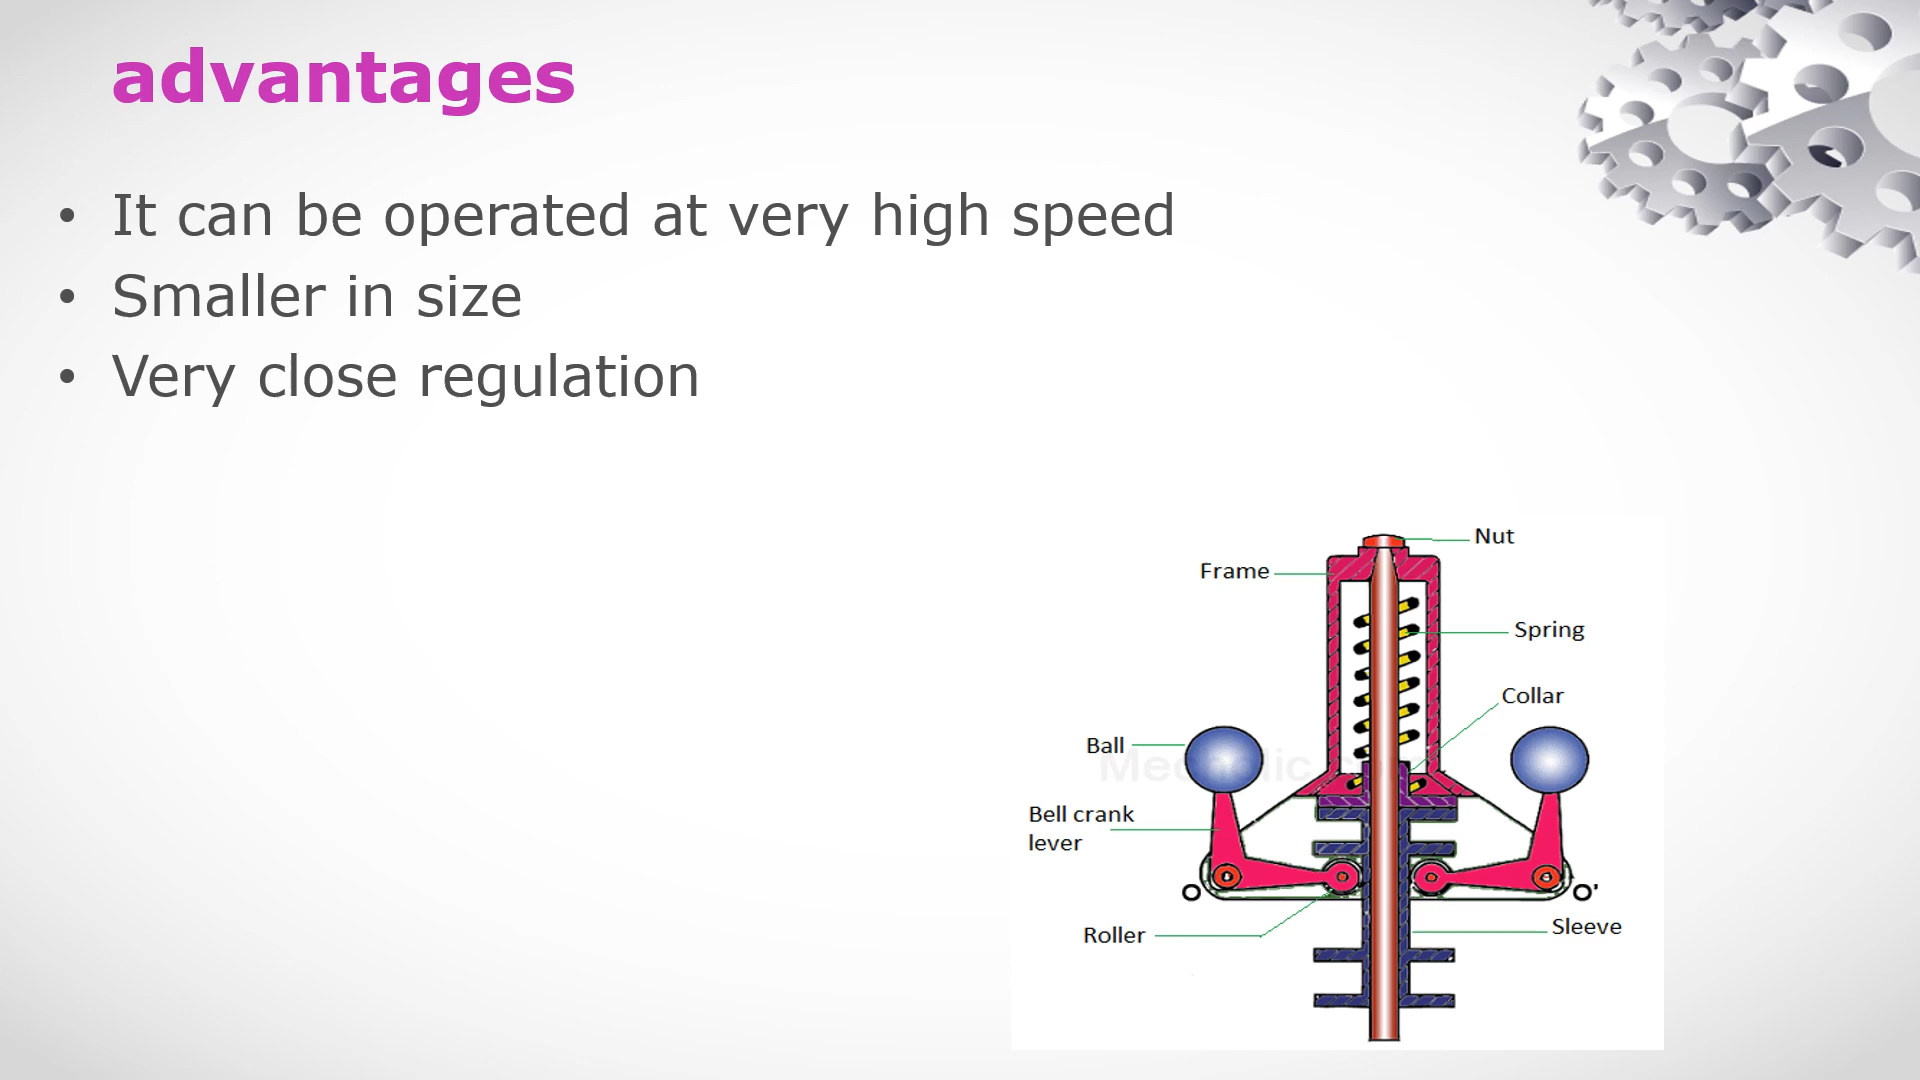 advantages
• It can be operated at very high speed
• Smaller in size
• Very close regulation
Nut
Frame
Spring
Collar
Ball
Bell crank
lever
O
O'
Roller
Sleeve